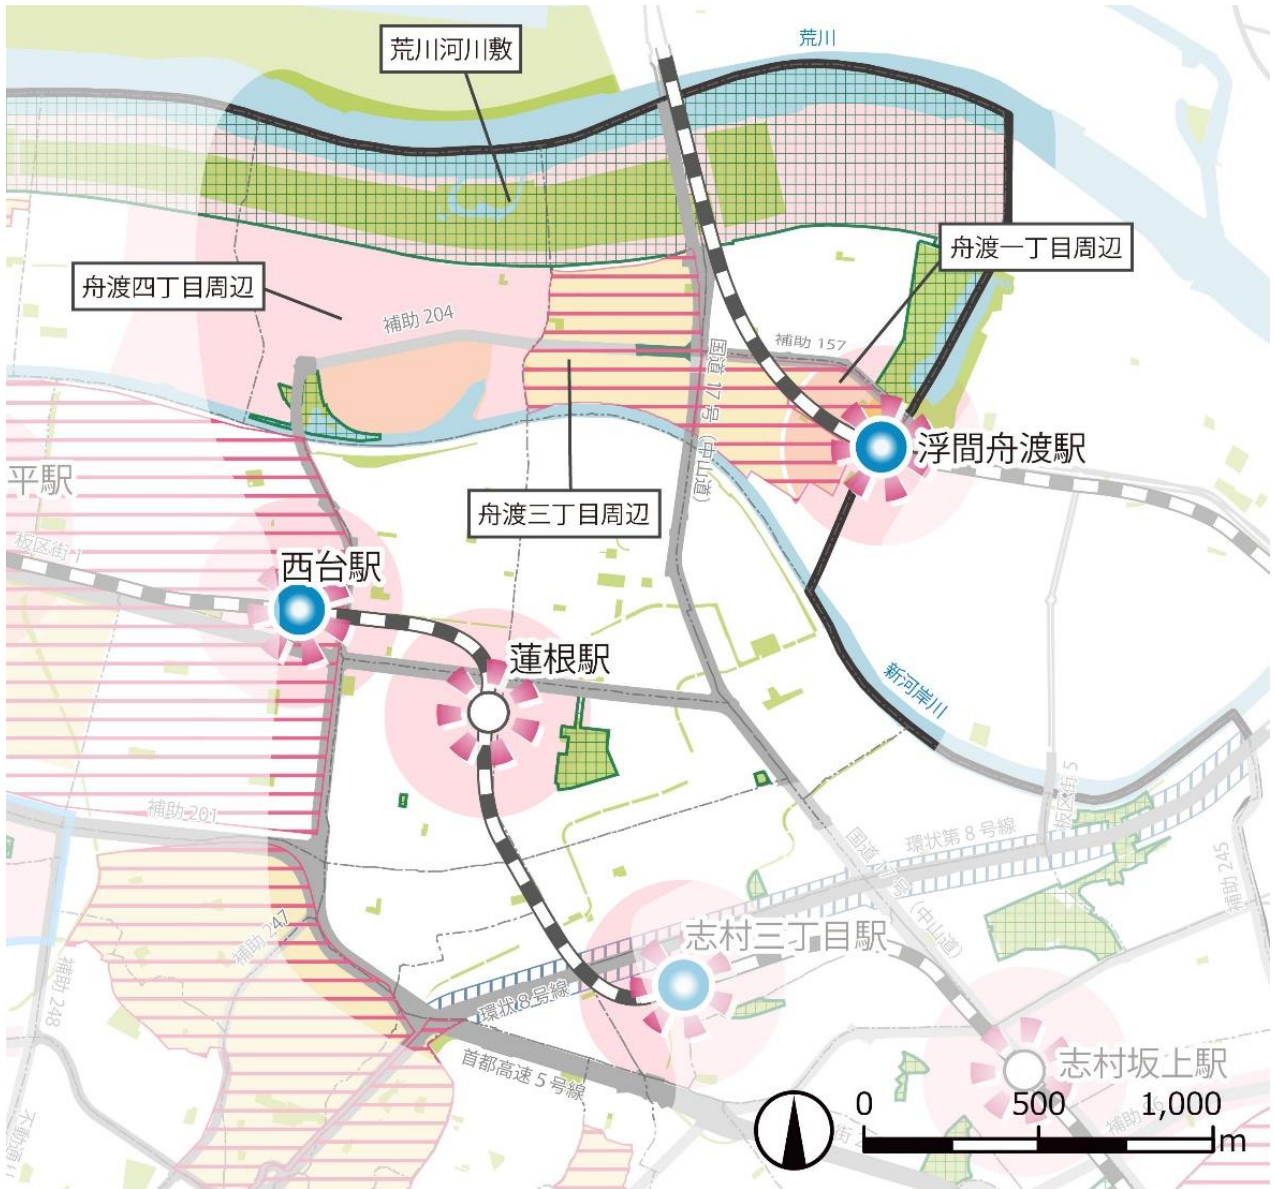 荒川
荒川河川敷
舟渡一丁目周辺
舟渡四丁目周辺
補助 204
補助 157
国道 17 号 (中山道)
浮間舟渡駅
平駅
舟渡三丁目周辺
板区街 1
西台駅
蓮根駅
新河岸川
板区街 5
補助 201
環状第 8 号線
国道 17 号 (中山道)
補助 245
補助 247
志村三丁目駅
補助 248
環状 8 号線
首都高速 5 号線
志村坂上駅
0 500 1,000
m